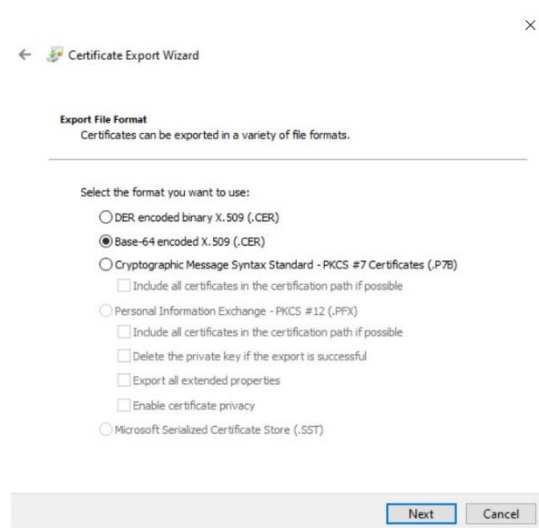 Certificate Export Wizard
Export File Format
Certificates can be exported in a variety of file formats.
Select the format you want to use:
DER encoded binary X.509 (.CER)
Base-64 encoded X.509 (.CER)
Cryptographic Message Syntax Standard - PKCS #7 Certificates (.P7B)
Include all certificates in the certification path if possible
Personal Information Exchange - PKCS #12 (.PFX)
Include all certificates in the certification path if possible
Delete the private key if the export is successful
Export all extended properties
Enable certificate privacy
Microsoft Serialized Certificate Store (.SST)
Next Cancel